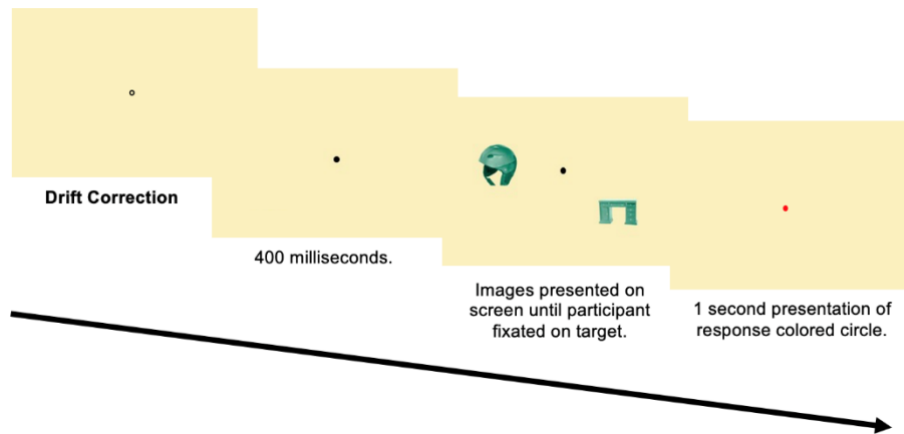 Drift Correction
400 milliseconds.
Images presented on
screen until participant
fixated on target.
1 second presentation of
response colored circle.